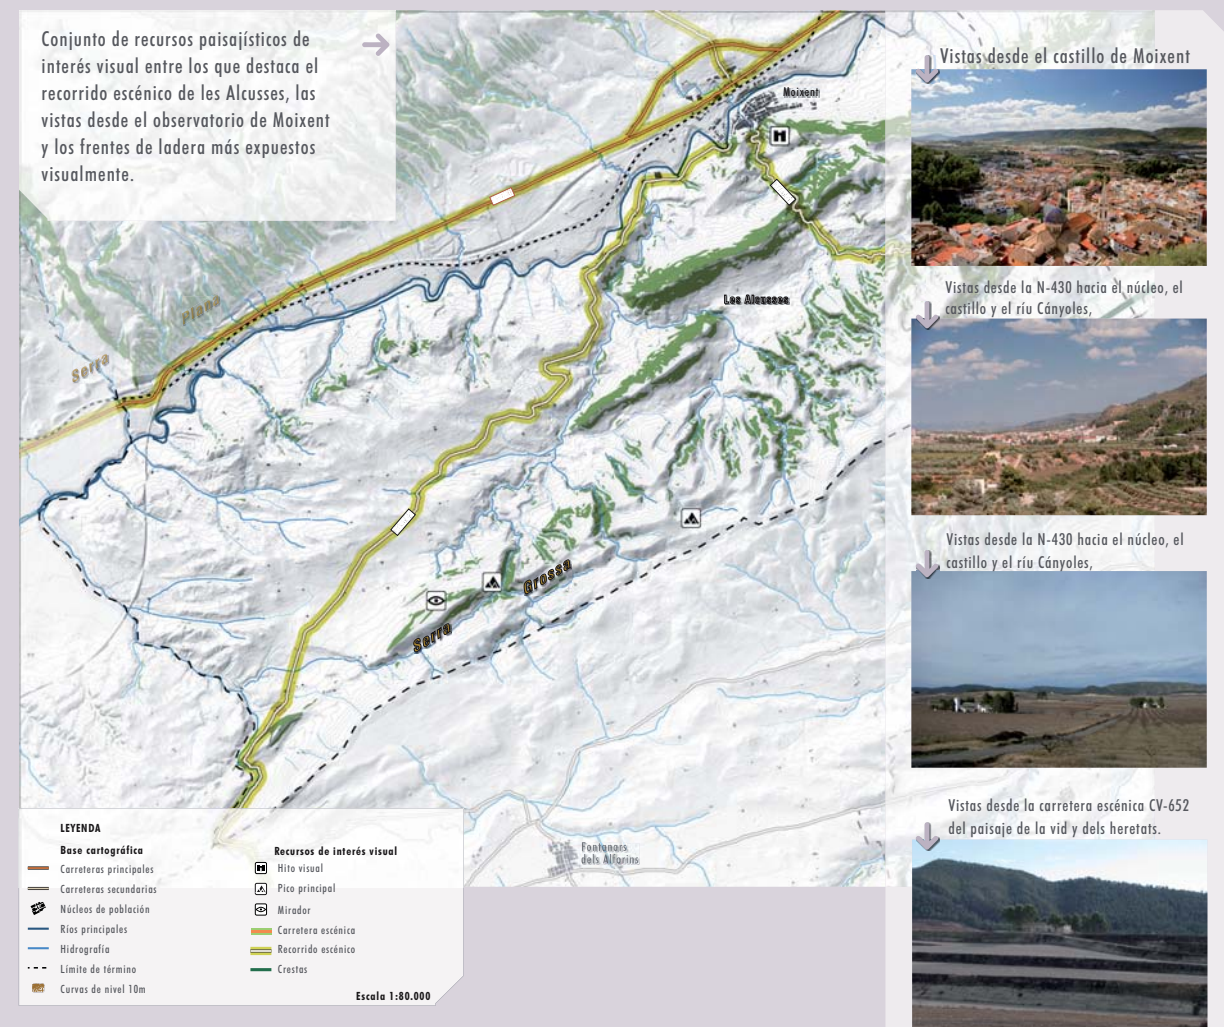 Conjunto de recursos paisajísticos de
interés visual entre los que destaca el
recorrido escénico de les Alcusses, las
vistas desde el observatorio de Moixent
y los frentes de ladera más expuestos
visualmente.
Moixent
Les Alcusses
Serra Plana
Serra Grossa
Fontanars
dels Alforins
Vistas desde el castillo de Moixent
Vistas desde la N-430 hacia el núcleo, el
castillo y el ríu Cányoles,
Vistas desde la N-430 hacia el núcleo, el
castillo y el ríu Cányoles,
Vistas desde la carretera escénica CV-652
del paisaje de la vid y dels heretats.
LEYENDA
Base cartográfica
Carreteras principales
Carreteras secundarias
Núcleos de población
Ríos principales
Hidrografía
Límite de término
Curvas de nivel 10m
Recursos de interés visual
Hito visual
Pico principal
Mirador
Carretera escénica
Recorrido escénico
Crestas
Escala 1:80.000